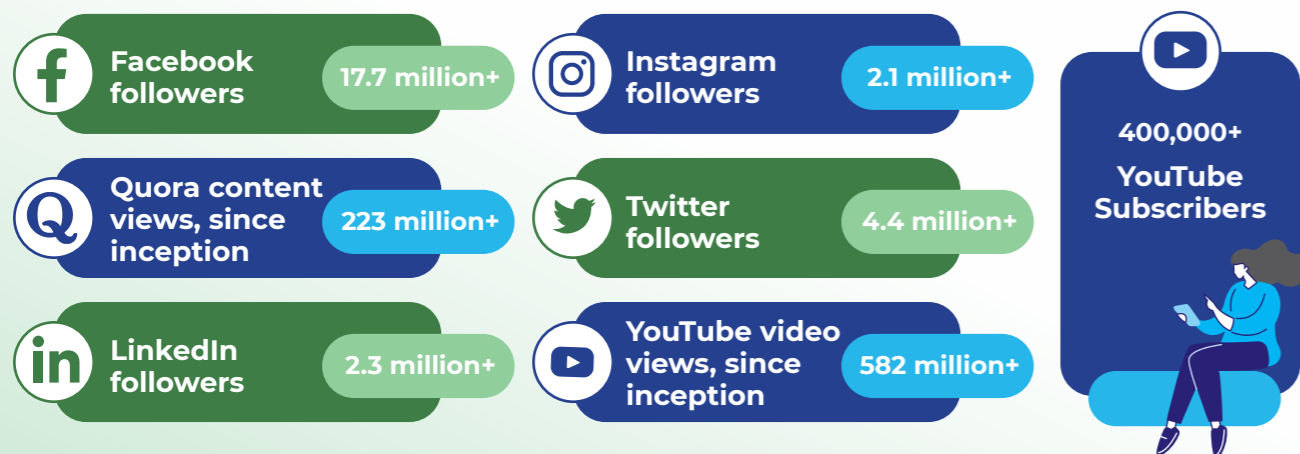 Facebook
followers
17.7 million+
Instagram
followers
2.1 million+
400,000+
YouTube
Subscribers
Quora content
views, since
inception
223 million+
Twitter
followers
4.4 million+
LinkedIn
followers
2.3 million+
YouTube video
views, since
inception
582 million+